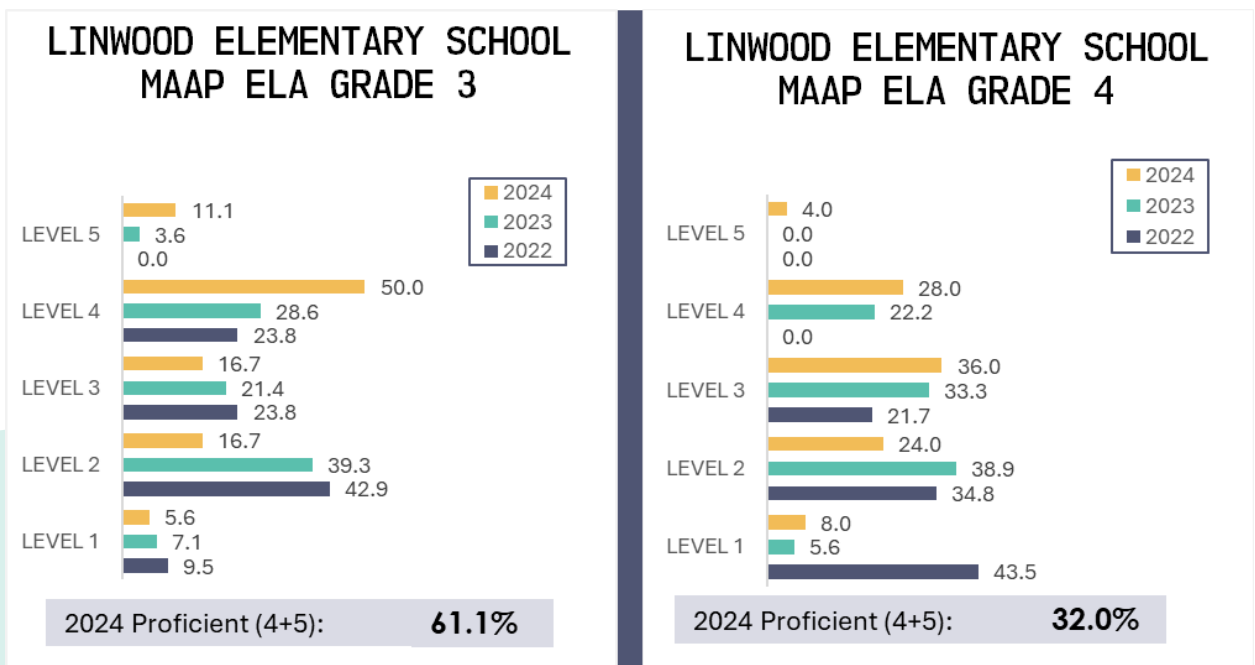 LINWOOD ELEMENTARY SCHOOL
MAAP ELA GRADE 3
2024
2023
2022
LEVEL 5
11.1
3.6
0.0
LEVEL 4
50.0
28.6
23.8
LEVEL 3
16.7
21.4
23.8
LEVEL 2
16.7
39.3
42.9
LEVEL 1
5.6
7.1
9.5
2024 Proficient (4+5): 61.1%
LINWOOD ELEMENTARY SCHOOL
MAAP ELA GRADE 4
2024
2023
2022
LEVEL 5
4.0
0.0
0.0
LEVEL 4
28.0
22.2
0.0
LEVEL 3
36.0
33.3
21.7
LEVEL 2
24.0
38.9
34.8
LEVEL 1
8.0
5.6
43.5
2024 Proficient (4+5): 32.0%